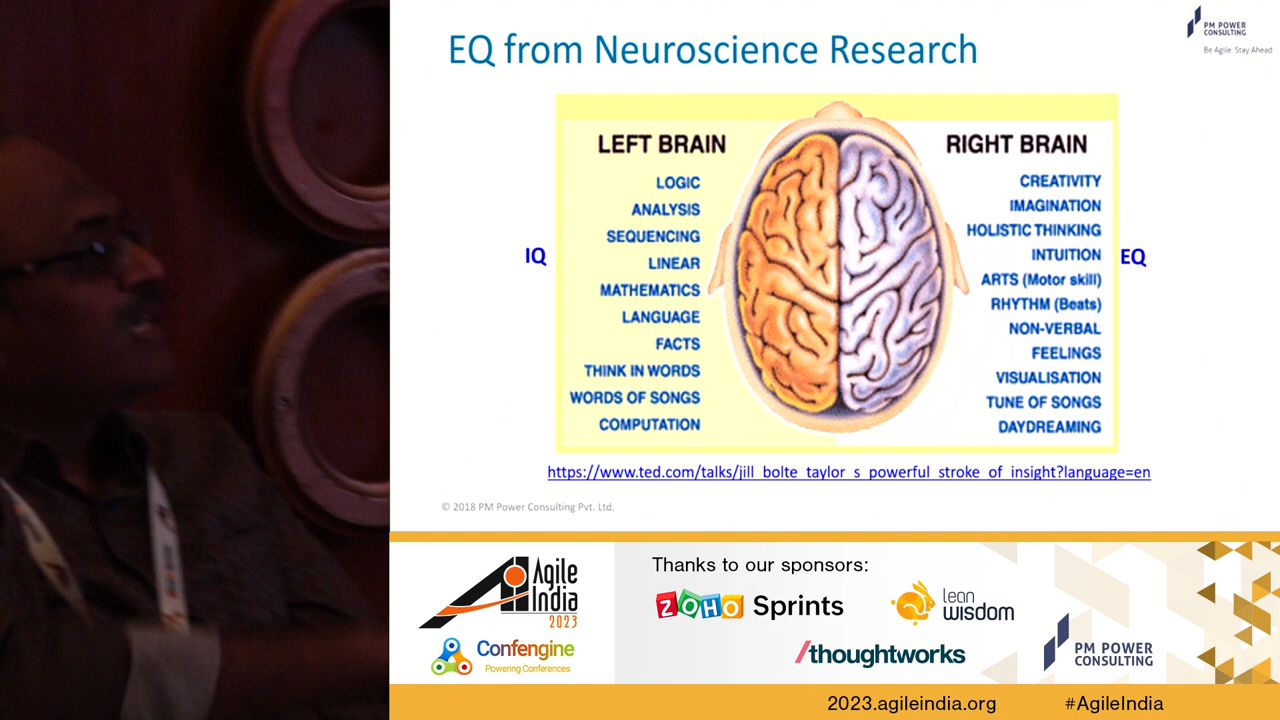 PM POWER
CONSULTING
Be Agile. Stay Ahead
EQ from Neuroscience Research
LEFT BRAIN
LOGIC
ANALYSIS
SEQUENCING
LINEAR
MATHEMATICS
LANGUAGE
FACTS
THINK IN WORDS
WORDS OF SONGS
COMPUTATION
IQ
RIGHT BRAIN
CREATIVITY
IMAGINATION
HOLISTIC THINKING
INTUITION
ARTS (Motor skill)
RHYTHM (Beats)
NON-VERBAL
FEELINGS
VISUALISATION
TUNE OF SONGS
DAYDREAMING
EQ
https://www.ted.com/talks/jill_bolte_taylor_s_powerful_stroke_of_insight?language=en
© 2018 PM Power Consulting Pvt. Ltd.
Agile
India
2023
Confengine
Powering Conferences
Thanks to our sponsors:
ZOHO Sprints
lean
wisdom
/thoughtworks
PM POWER
CONSULTING
2023.agileindia.org
#AgileIndia